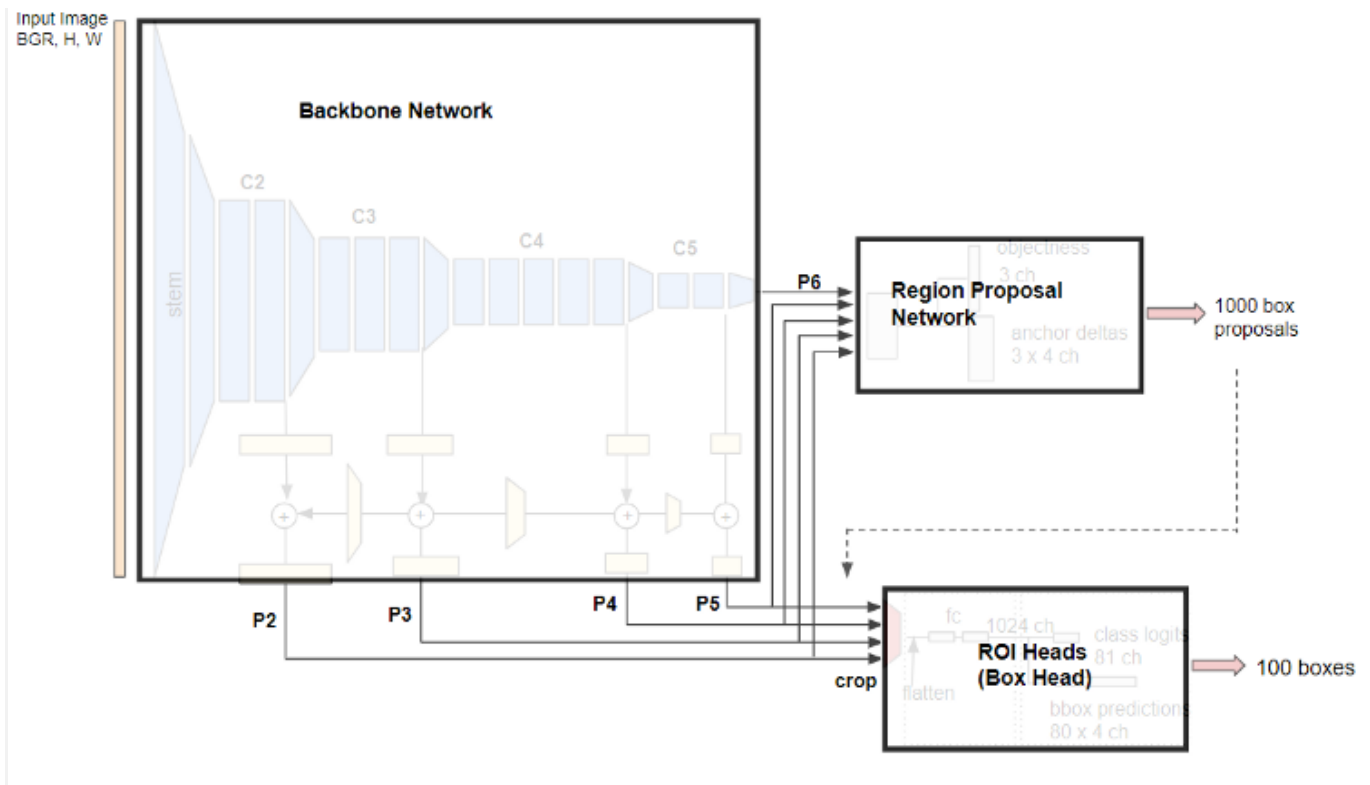 Input Image
BGR, H, W
Backbone Network
C2
C3
C4
C5
stem
+
+
+
+
P2
P3
P4
P5
P6
objectness
3 ch
Region Proposal
Network
anchor deltas
3 x 4 ch
1000 box
proposals
fc
1024 ch
class logits
81 ch
ROI Heads
(Box Head)
crop
flatten
bbox predictions
80 x 4 ch
100 boxes